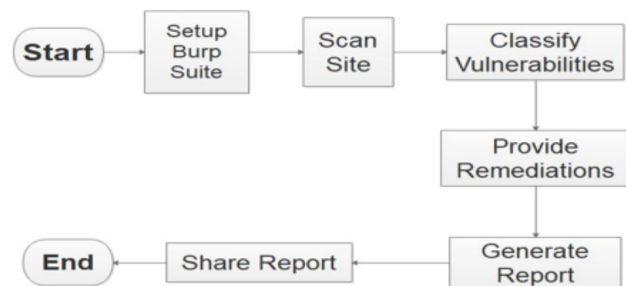 Start
Setup
Burp
Suite
Scan
Site
Classify
Vulnerabilities
Provide
Remediations
Generate
Report
Share Report
End